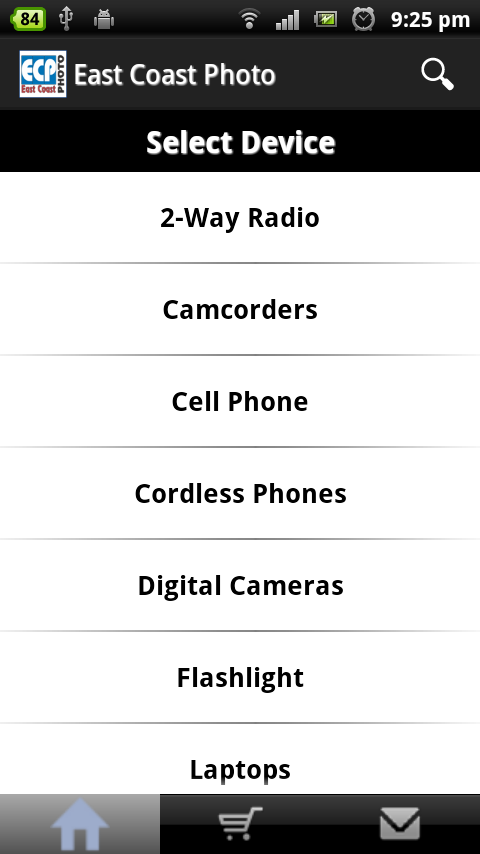 84
9:25 pm
ECP PHOTO
East Coast
East Coast Photo
Select Device
2-Way Radio
Camcorders
Cell Phone
Cordless Phones
Digital Cameras
Flashlight
Laptops